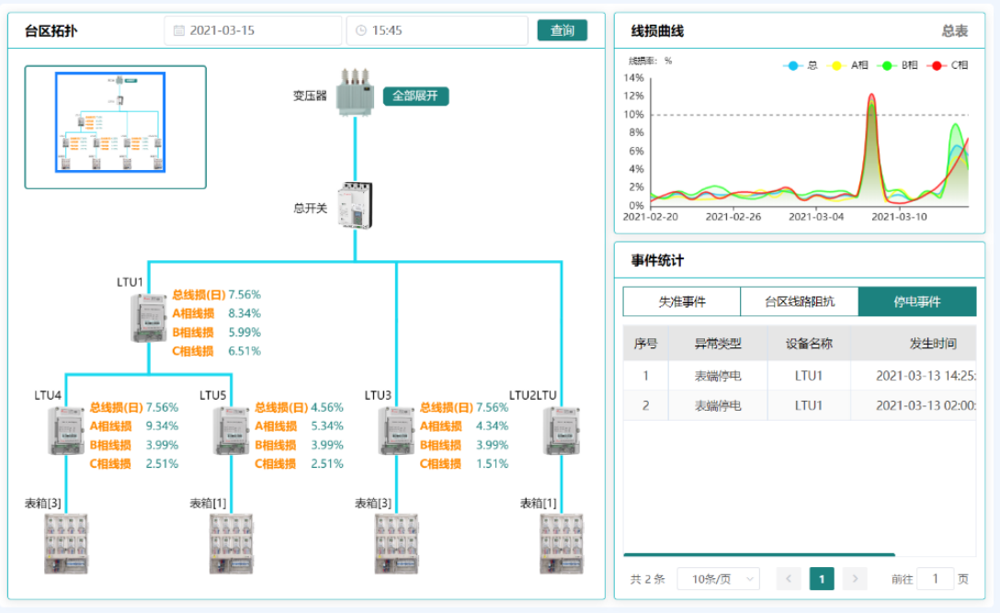 台区拓扑
2021-03-15
15:45
查询
变压器
全部展开
总开关
LTU1
总线损(日) 7.56%
A相线损 8.34%
B相线损 5.99%
C相线损 6.51%
LTU4
总线损(日) 7.56%
A相线损 9.34%
B相线损 3.99%
C相线损 2.51%
LTU5
总线损(日) 4.56%
A相线损 5.34%
B相线损 3.99%
C相线损 2.51%
LTU3
总线损(日) 7.56%
A相线损 4.34%
B相线损 3.99%
C相线损 1.51%
LTU2LTU
表箱[3]
表箱[1]
表箱[3]
表箱[1]
线损曲线
总表
线损率: %
总 A相 B相 C相
14%
12%
10%
8%
6%
4%
2%
0%
2021-02-20 2021-02-26 2021-03-04 2021-03-10
事件统计
失准事件 台区线路阻抗 停电事件
序号 异常类型 设备名称 发生时间
1 表端停电 LTU1 2021-03-13 14:25:
2 表端停电 LTU1 2021-03-13 02:00:
共 2 条 10条/页 1 前往 1 页